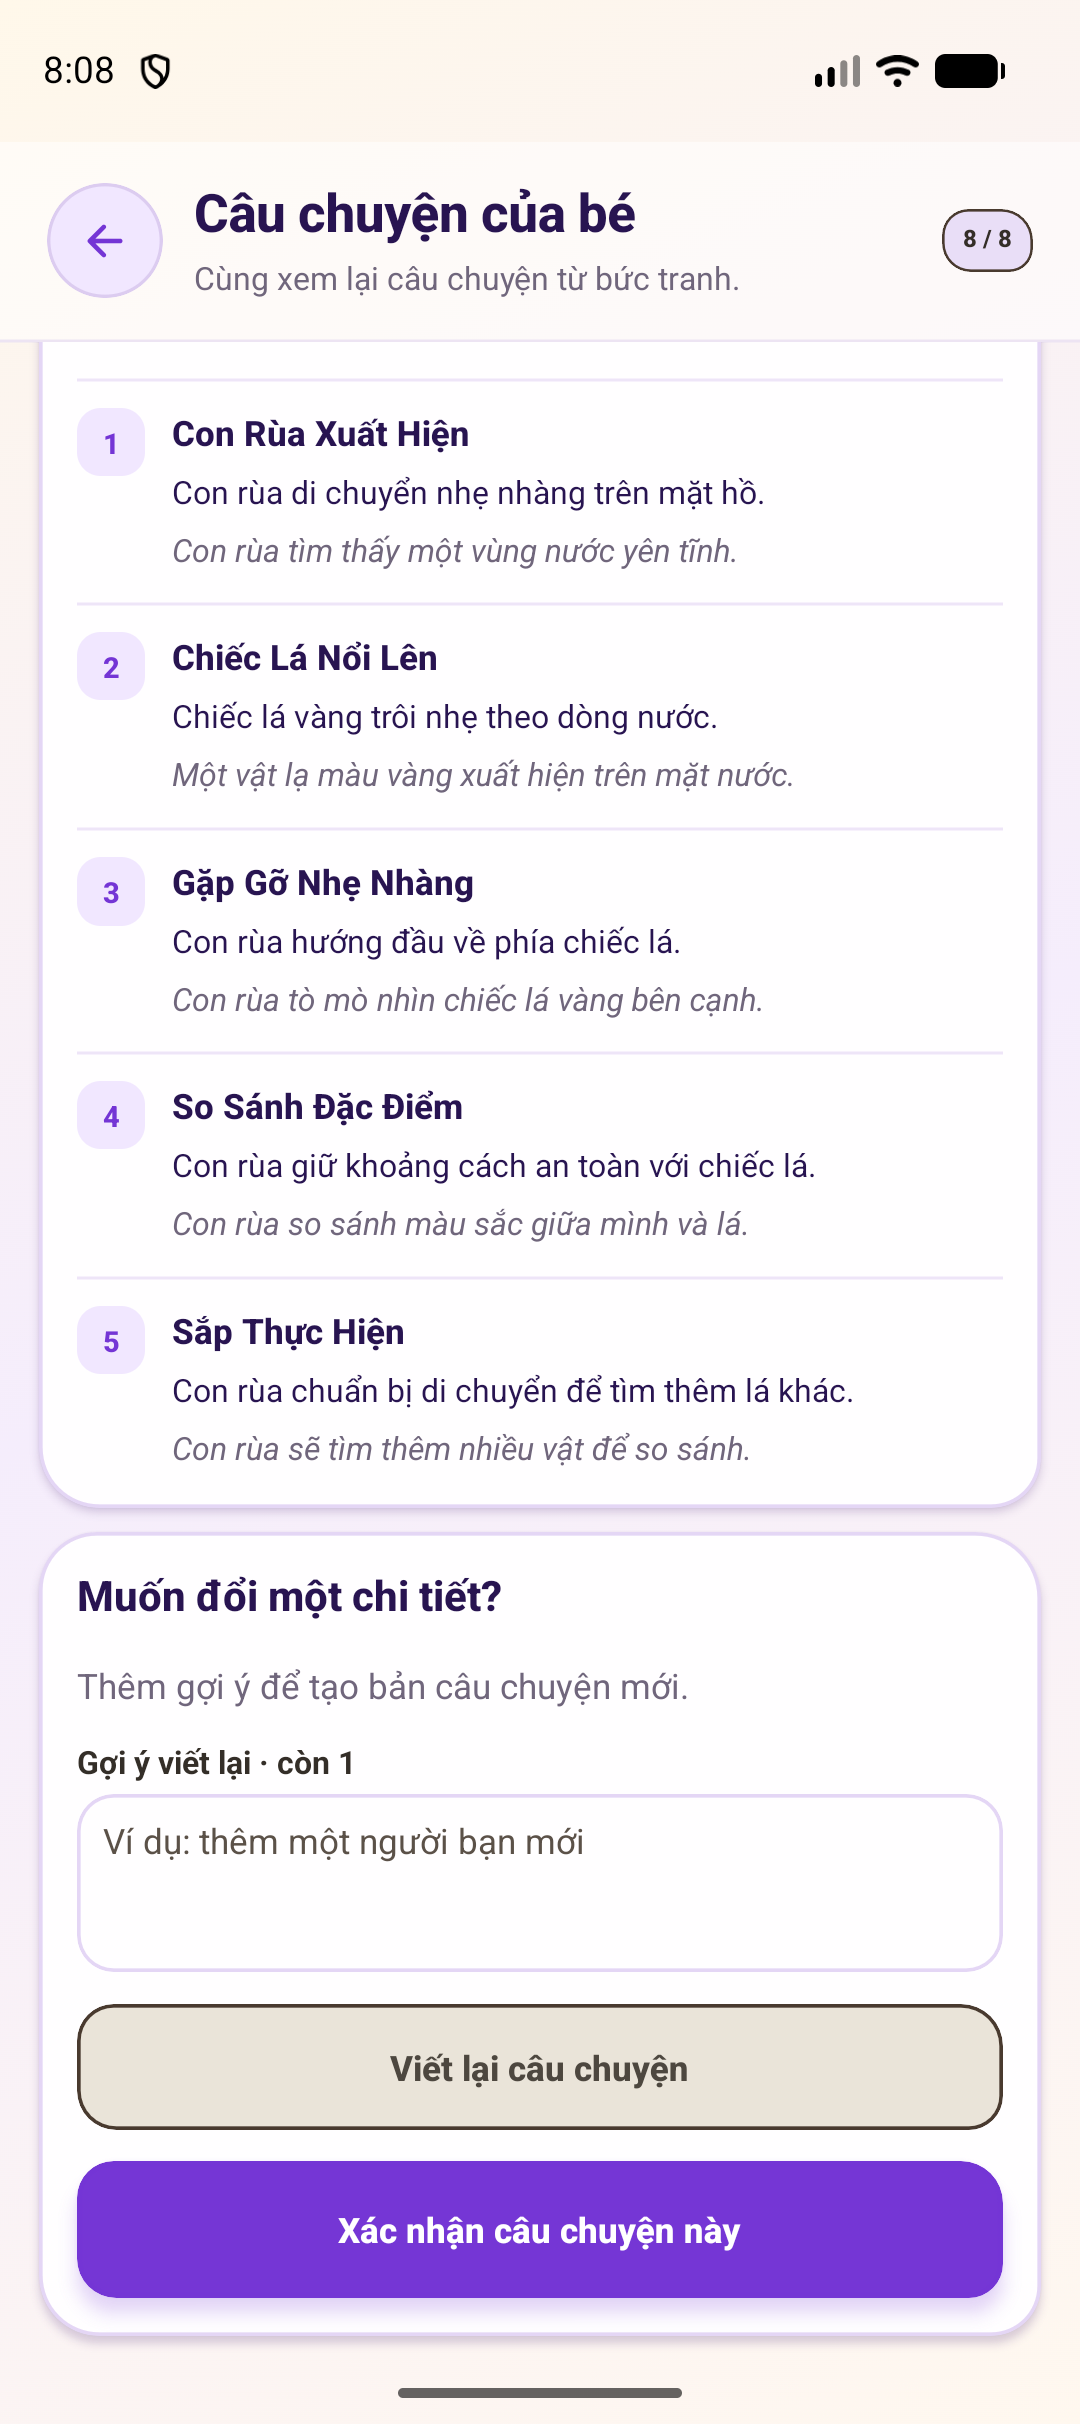 8:08
Câu chuyện của bé
Cùng xem lại câu chuyện từ bức tranh.
8 / 8
1
Con Rùa Xuất Hiện
Con rùa di chuyển nhẹ nhàng trên mặt hồ.
Con rùa tìm thấy một vùng nước yên tĩnh.
2
Chiếc Lá Nổi Lên
Chiếc lá vàng trôi nhẹ theo dòng nước.
Một vật lạ màu vàng xuất hiện trên mặt nước.
3
Gặp Gỡ Nhẹ Nhàng
Con rùa hướng đầu về phía chiếc lá.
Con rùa tò mò nhìn chiếc lá vàng bên cạnh.
4
So Sánh Đặc Điểm
Con rùa giữ khoảng cách an toàn với chiếc lá.
Con rùa so sánh màu sắc giữa mình và lá.
5
Sắp Thực Hiện
Con rùa chuẩn bị di chuyển để tìm thêm lá khác.
Con rùa sẽ tìm thêm nhiều vật để so sánh.
Muốn đổi một chi tiết?
Thêm gợi ý để tạo bản câu chuyện mới.
Gợi ý viết lại · còn 1
Ví dụ: thêm một người bạn mới
Viết lại câu chuyện
Xác nhận câu chuyện này